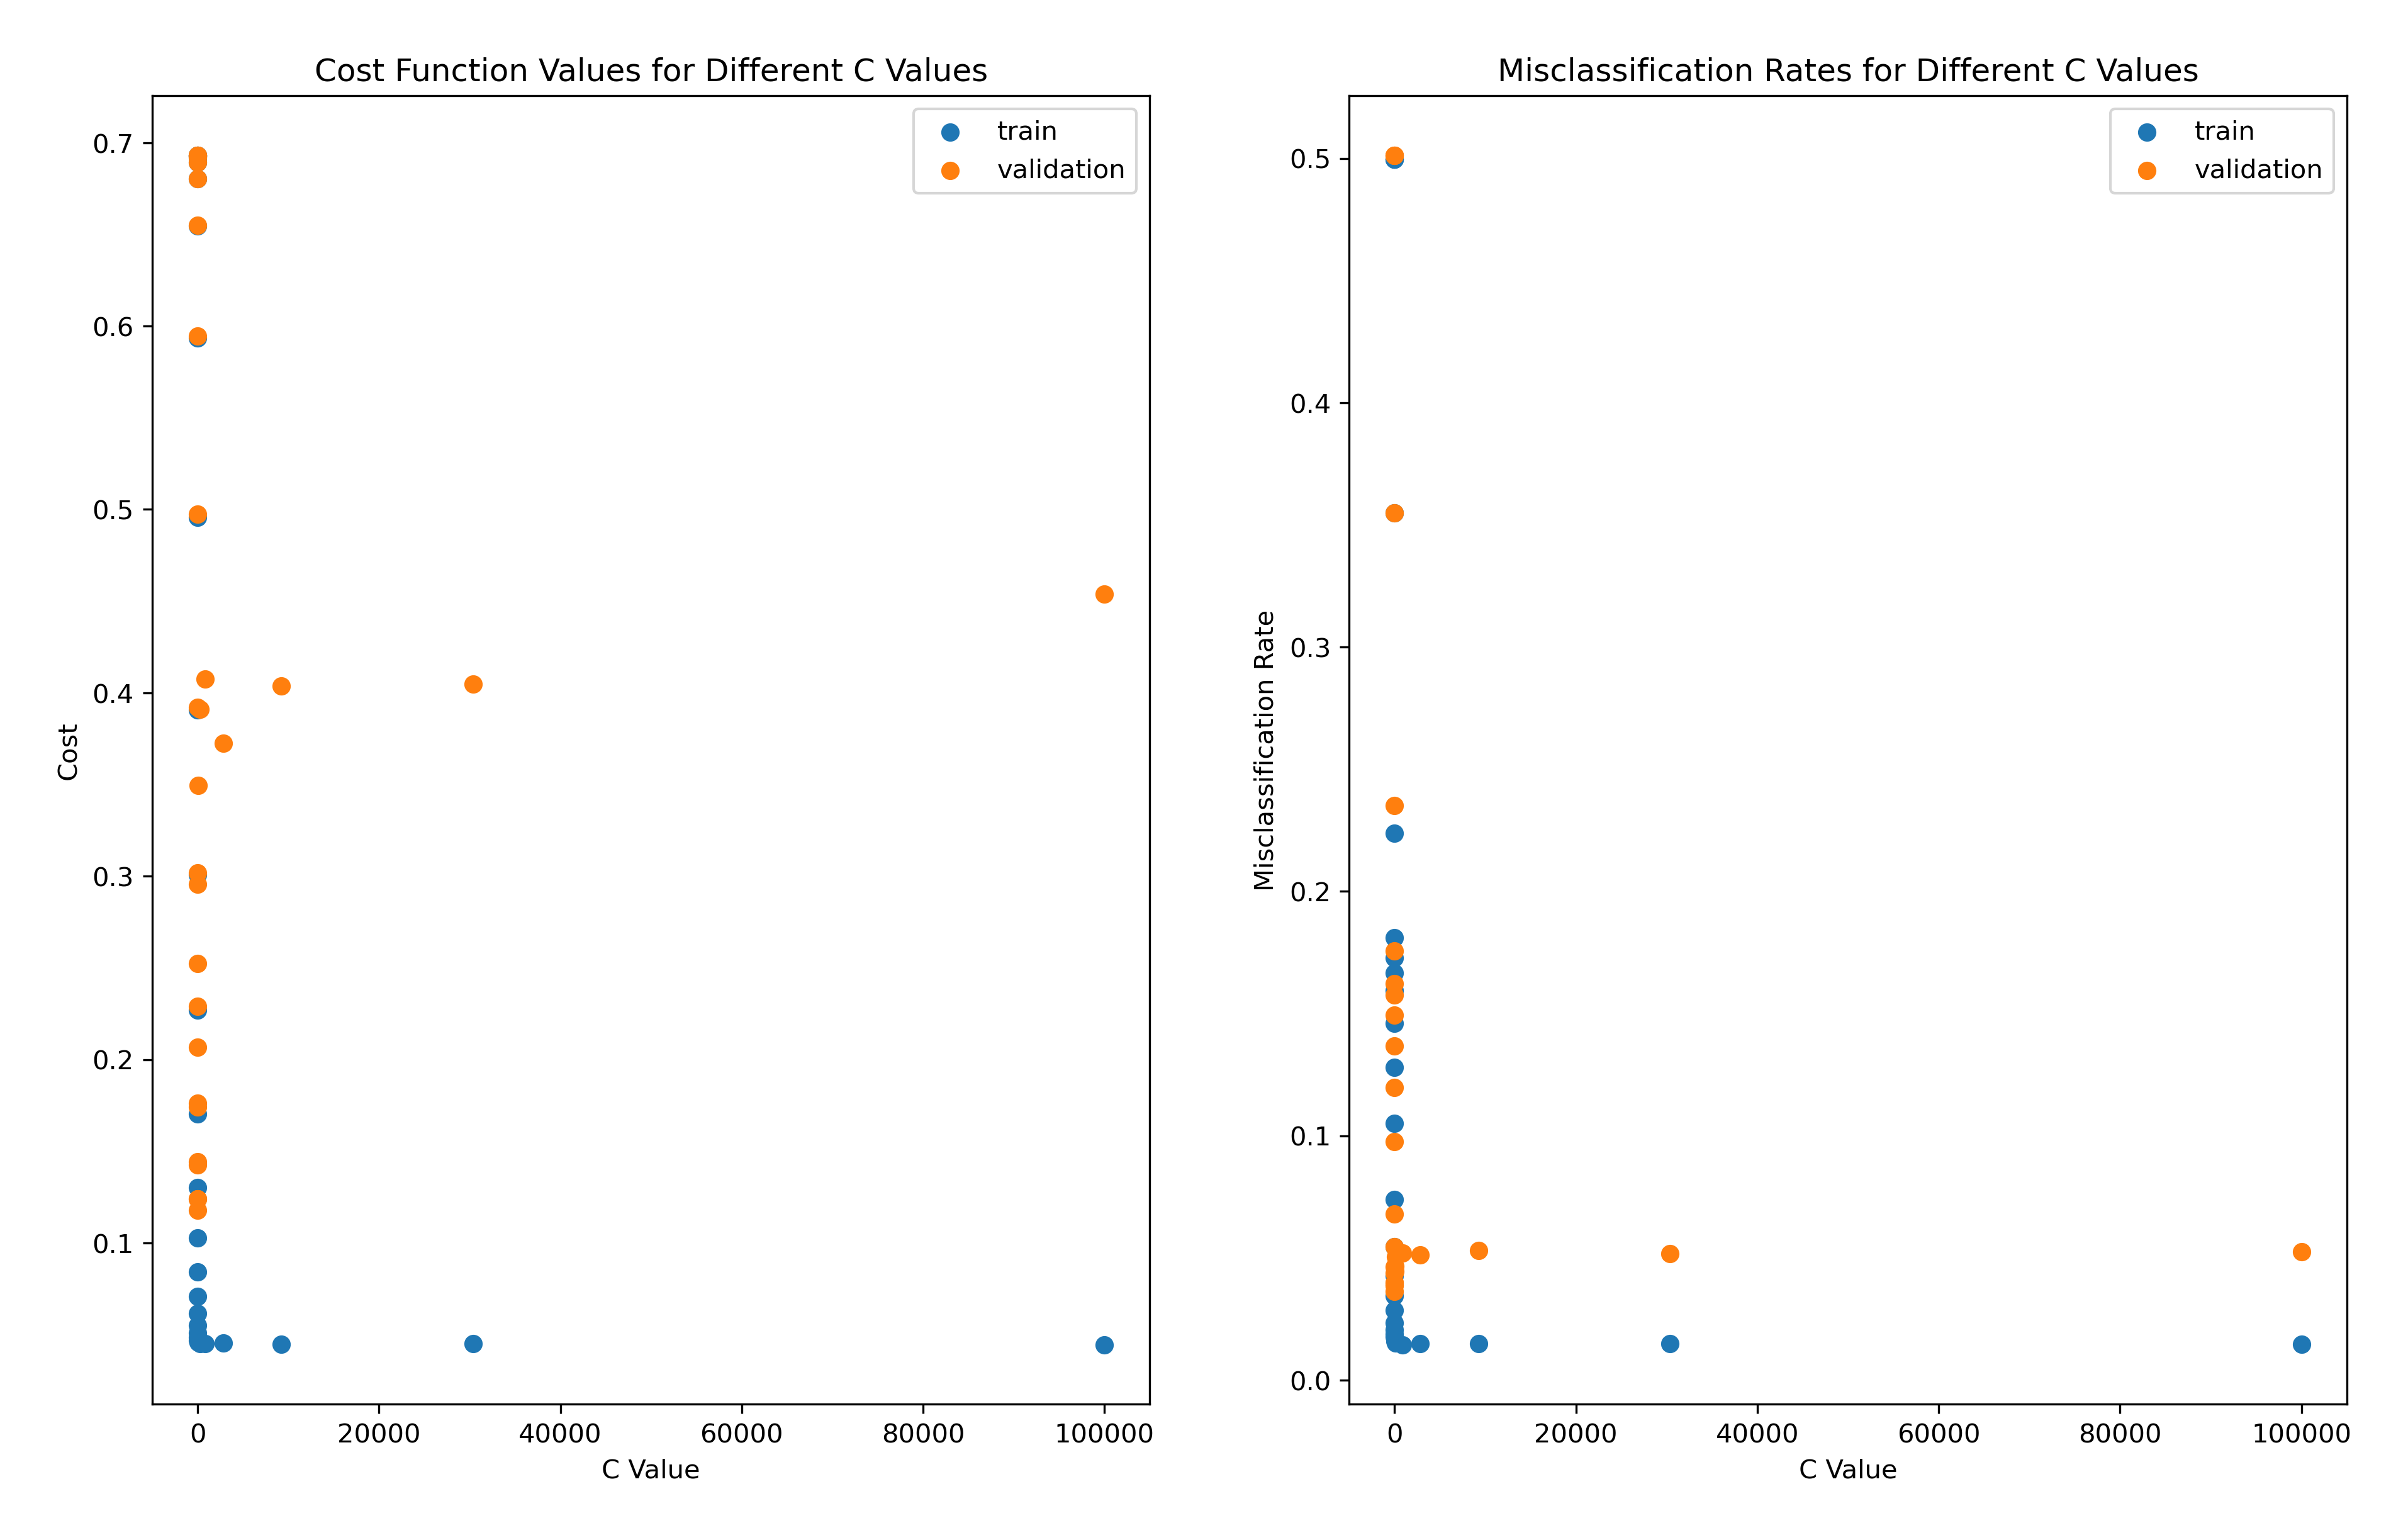 Cost Function Values for Different C Values
train
validation
0.7
0.6
0.5
0.4
0.3
0.2
0.1
Cost
0 20000 40000 60000 80000 100000
C Value
Misclassification Rates for Different C Values
train
validation
0.5
0.4
0.3
0.2
0.1
0.0
Misclassification Rate
0 20000 40000 60000 80000 100000
C Value